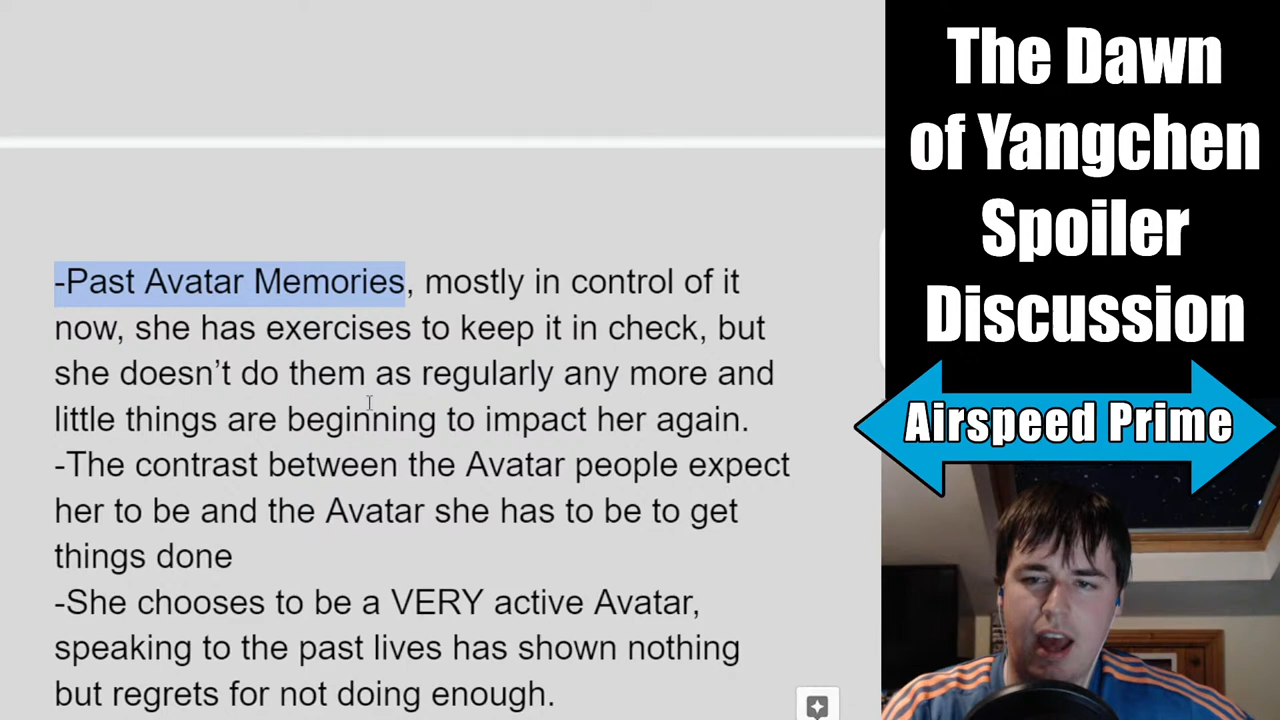 -Past Avatar Memories, mostly in control of it
now, she has exercises to keep it in check, but
she doesn’t do them as regularly any more and
little things are beginning to impact her again.
-The contrast between the Avatar people expect
her to be and the Avatar she has to be to get
things done
-She chooses to be a VERY active Avatar,
speaking to the past lives has shown nothing
but regrets for not doing enough.
The Dawn
of Yangchen
Spoiler
Discussion
Airspeed Prime